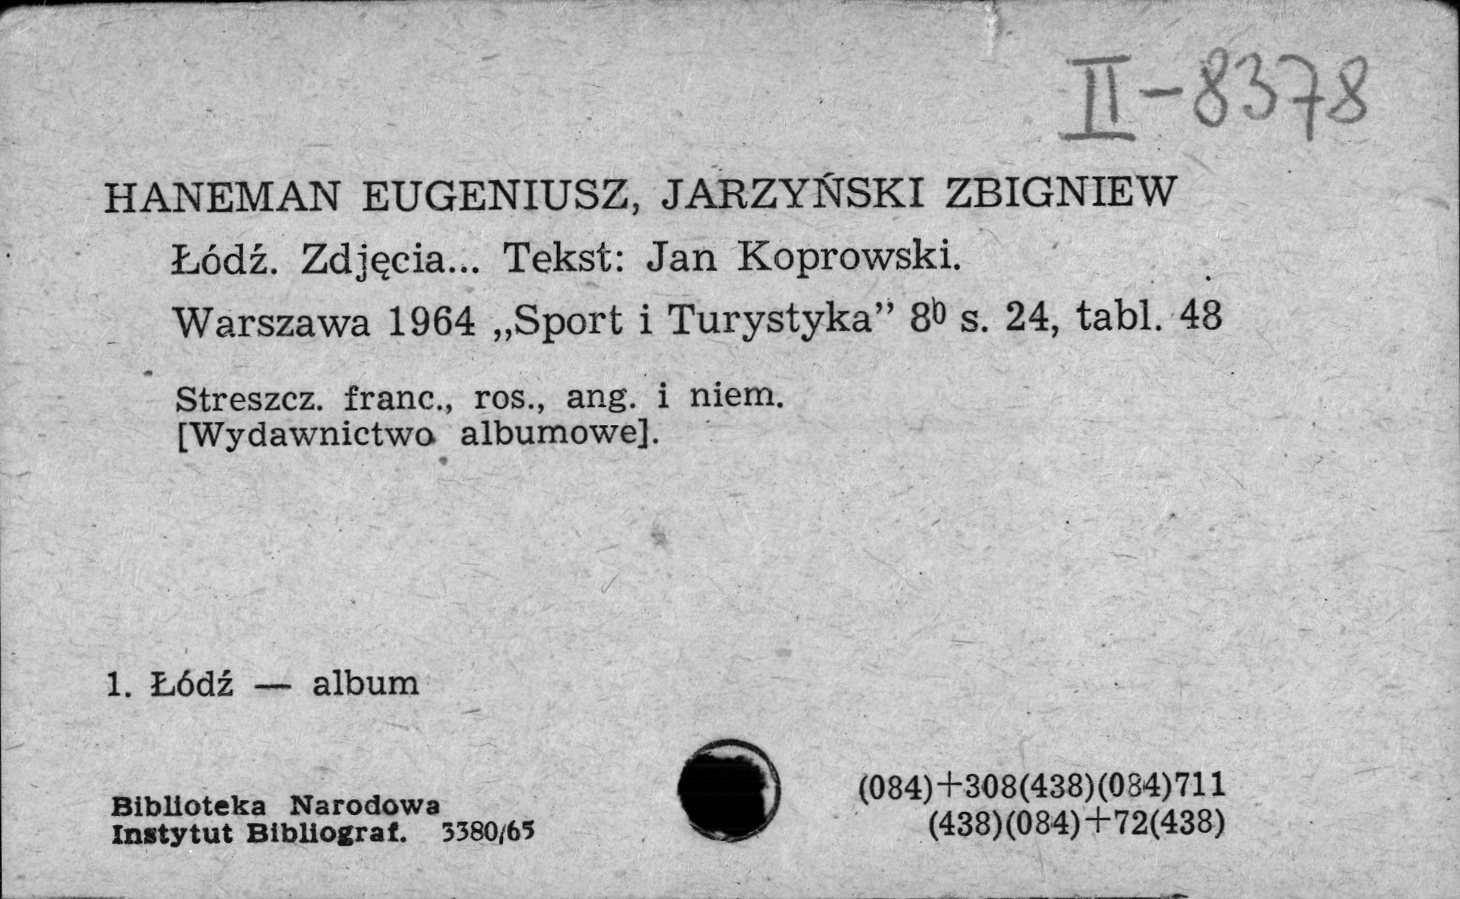 II-8378
HANEMAN EUGENIUSZ, JARZYŃSKI ZBIGNIEW
Łódź. Zdjęcia... Tekst: Jan Koprowski.
Warszawa 1964 „Sport i Turystyka” 8⁰ s. 24, tabl. 48
Streszcz. franc., ros., ang. i niem.
[Wydawnictwo albumowe].
1. Łódź — album
(084)+308(438)(084)711
(438)(084)+72(438)
Biblioteka Narodowa
Instytut Bibliograf. 3380/65